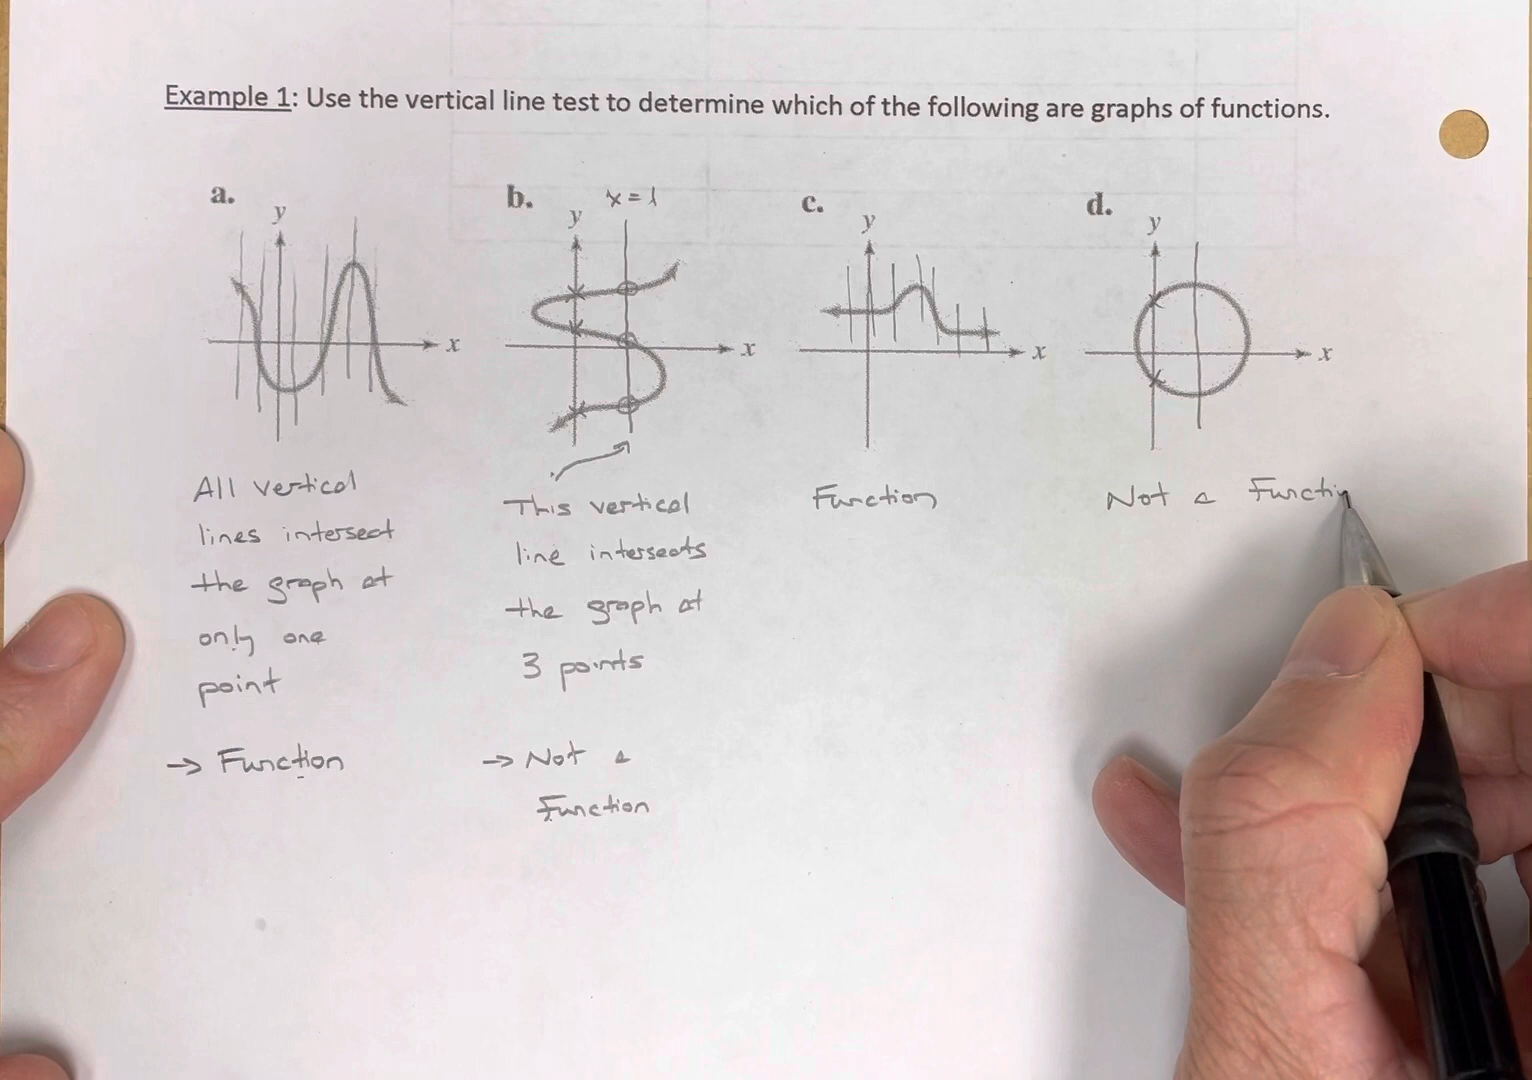 Example 1: Use the vertical line test to determine which of the following are graphs of functions.
a.
y
x
b.
x = 1
y
x
c.
y
x
d.
y
x
All vertical
lines intersect
the graph at
only one
point
→ Function
This vertical
line intersects
the graph at
3 points
→ Not a
Function
Function
Not a Functi